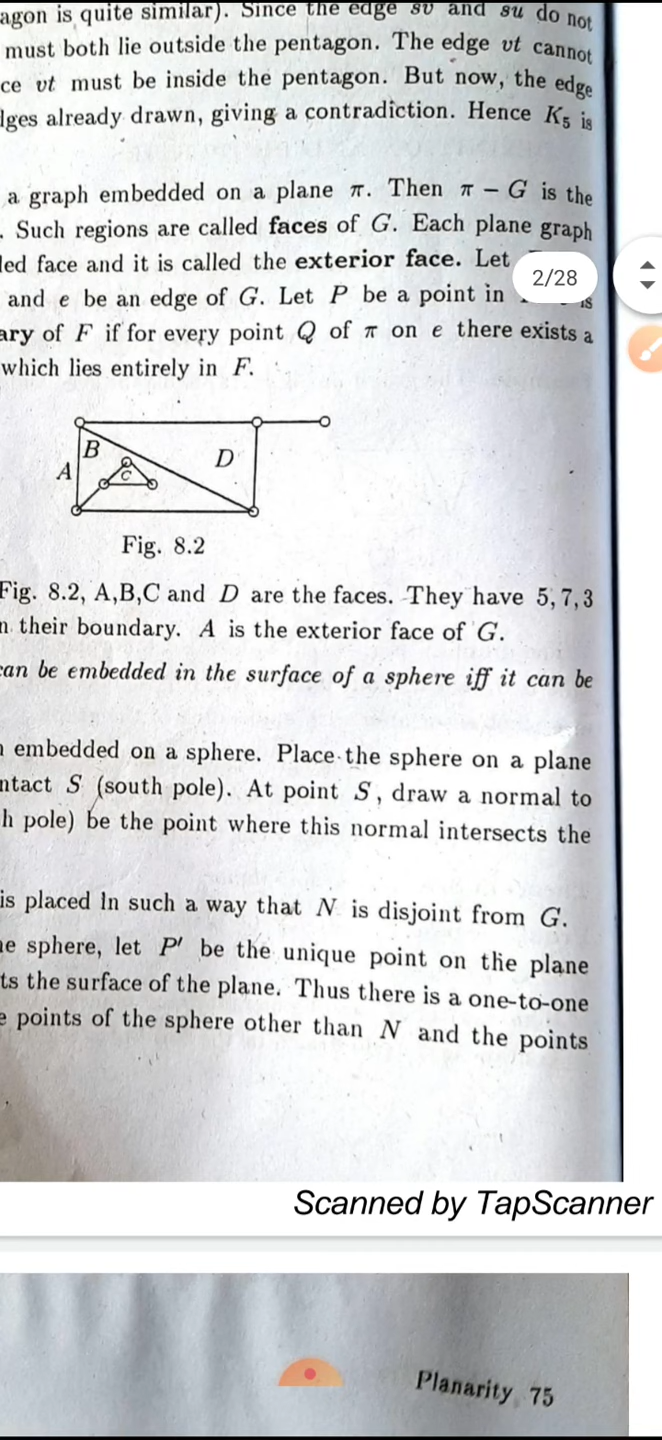 agon is quite similar). Since the edge sv and su do not
must both lie outside the pentagon. The edge vt cannot
ce vt must be inside the pentagon. But now, the edge
dges already drawn, giving a contradiction. Hence K₅ is
a graph embedded on a plane π. Then π − G is the
. Such regions are called faces of G. Each plane graph
led face and it is called the exterior face. Let
2/28
and e be an edge of G. Let P be a point in is
ary of F if for every point Q of π on e there exists a
which lies entirely in F.
B
D
A
C
Fig. 8.2
Fig. 8.2, A,B,C and D are the faces. They have 5,7,3
n their boundary. A is the exterior face of G.
can be embedded in the surface of a sphere iff it can be
n embedded on a sphere. Place the sphere on a plane
ntact S (south pole). At point S, draw a normal to
h pole) be the point where this normal intersects the
is placed In such a way that N is disjoint from G.
he sphere, let P′ be the unique point on the plane
ts the surface of the plane. Thus there is a one-to-one
e points of the sphere other than N and the points
Scanned by TapScanner
Planarity 75